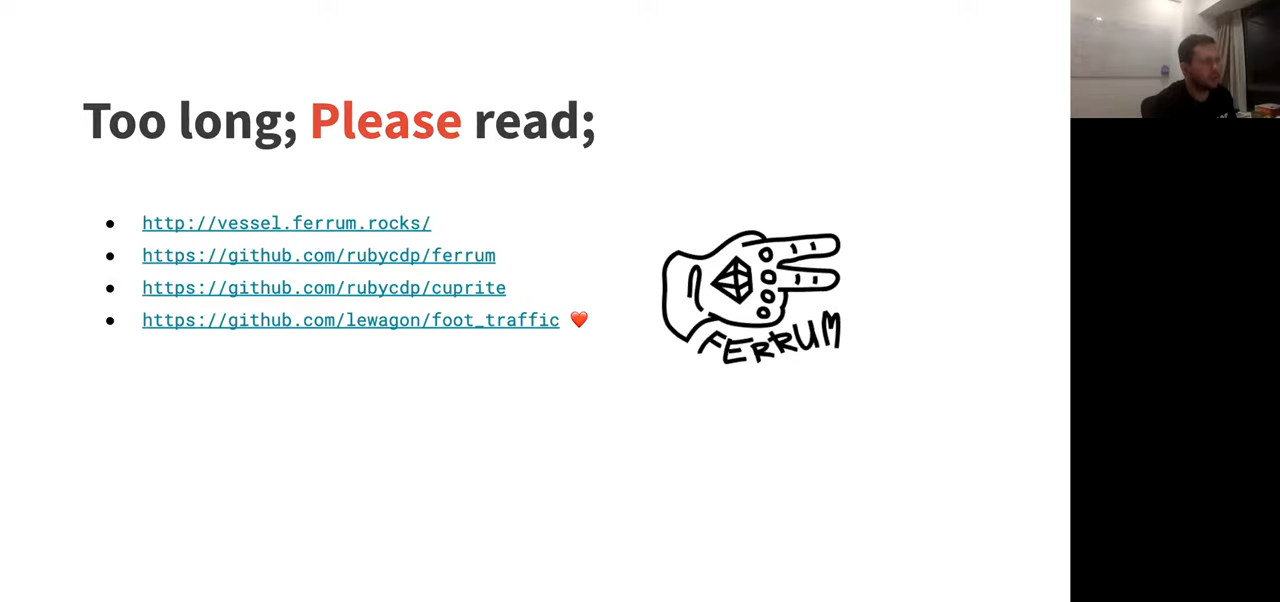 Too long; Please read;
http://vessel.ferrum.rocks/
https://github.com/rubycdp/ferrum
https://github.com/rubycdp/cuprite
https://github.com/lewagon/foot_traffic ❤️
FERRUM